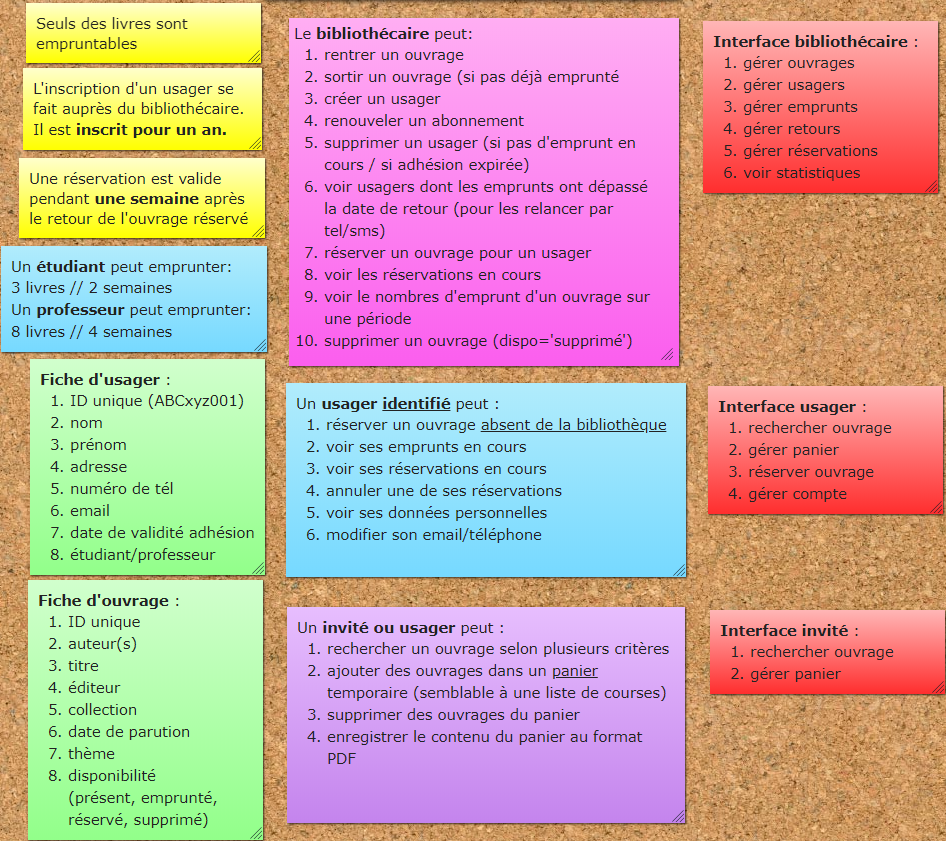 Seuls des livres sont
empruntables
L'inscription d'un usager se
fait auprès du bibliothécaire.
Il est inscrit pour un an.
Une réservation est valide
pendant une semaine après
le retour de l'ouvrage réservé
Un étudiant peut emprunter:
3 livres // 2 semaines
Un professeur peut emprunter:
8 livres // 4 semaines
Fiche d'usager :
1. ID unique (ABCxyz001)
2. nom
3. prénom
4. adresse
5. numéro de tél
6. email
7. date de validité adhésion
8. étudiant/professeur
Fiche d'ouvrage :
1. ID unique
2. auteur(s)
3. titre
4. éditeur
5. collection
6. date de parution
7. thème
8. disponibilité
(présent, emprunté,
réservé, supprimé)
Le bibliothécaire peut:
1. rentrer un ouvrage
2. sortir un ouvrage (si pas déjà emprunté
3. créer un usager
4. renouveler un abonnement
5. supprimer un usager (si pas d'emprunt en
cours / si adhésion expirée)
6. voir usagers dont les emprunts ont dépassé
la date de retour (pour les relancer par
tel/sms)
7. réserver un ouvrage pour un usager
8. voir les réservations en cours
9. voir le nombres d'emprunt d'un ouvrage sur
une période
10. supprimer un ouvrage (dispo='supprimé')
Un usager identifié peut :
1. réserver un ouvrage absent de la bibliothèque
2. voir ses emprunts en cours
3. voir ses réservations en cours
4. annuler une de ses réservations
5. voir ses données personnelles
6. modifier son email/téléphone
Un invité ou usager peut :
1. rechercher un ouvrage selon plusieurs critères
2. ajouter des ouvrages dans un panier
temporaire (semblable à une liste de courses)
3. supprimer des ouvrages du panier
4. enregistrer le contenu du panier au format
PDF
Interface bibliothécaire :
1. gérer ouvrages
2. gérer usagers
3. gérer emprunts
4. gérer retours
5. gérer réservations
6. voir statistiques
Interface usager :
1. rechercher ouvrage
2. gérer panier
3. réserver ouvrage
4. gérer compte
Interface invité :
1. rechercher ouvrage
2. gérer panier